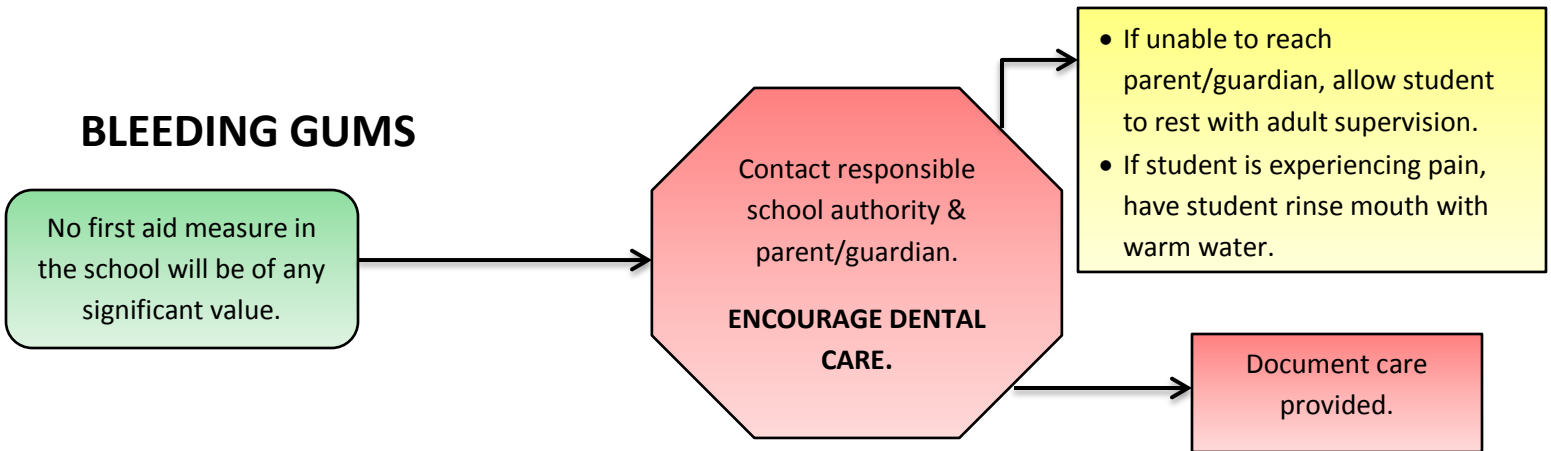 BLEEDING GUMS
No first aid measure in
the school will be of any
significant value.
Contact responsible
school authority &
parent/guardian.
ENCOURAGE DENTAL
CARE.
• If unable to reach
parent/guardian, allow student
to rest with adult supervision.
• If student is experiencing pain,
have student rinse mouth with
warm water.
Document care
provided.